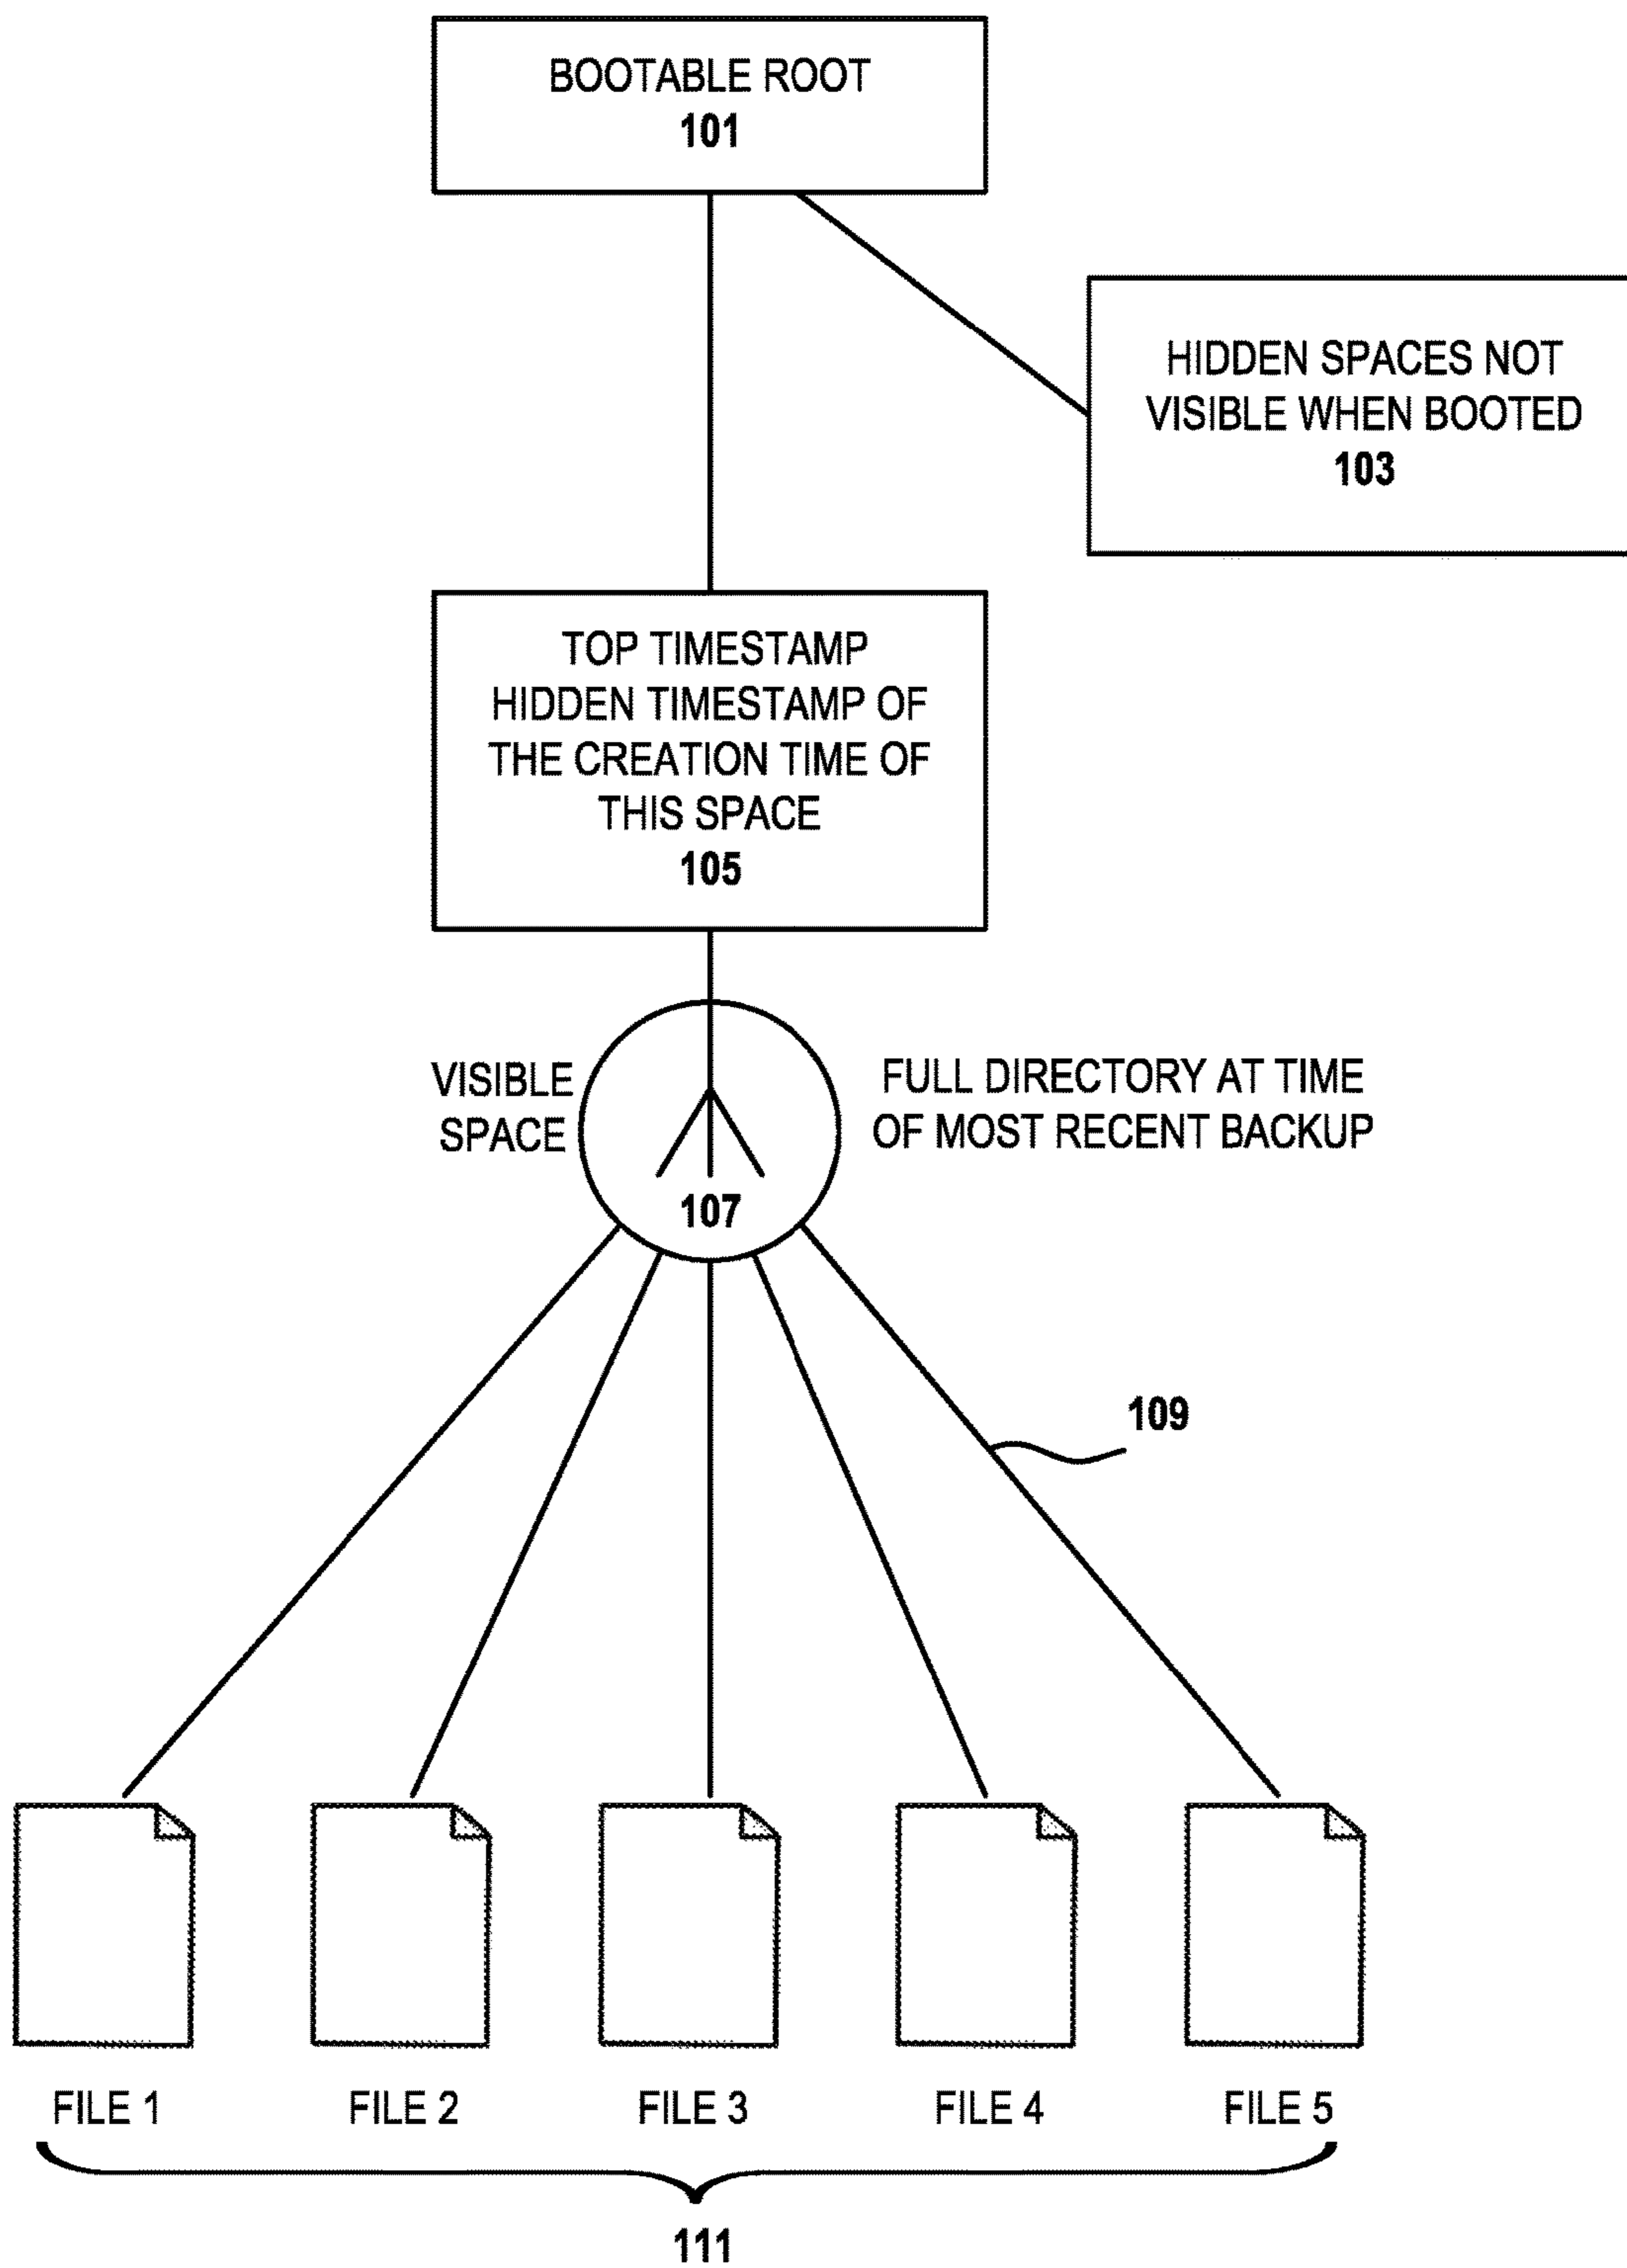 BOOTABLE ROOT
101
HIDDEN SPACES NOT
VISIBLE WHEN BOOTED
103
TOP TIMESTAMP
HIDDEN TIMESTAMP OF
THE CREATION TIME OF
THIS SPACE
105
VISIBLE
SPACE
FULL DIRECTORY AT TIME
OF MOST RECENT BACKUP
107
109
FILE 1
FILE 2
FILE 3
FILE 4
FILE 5
111